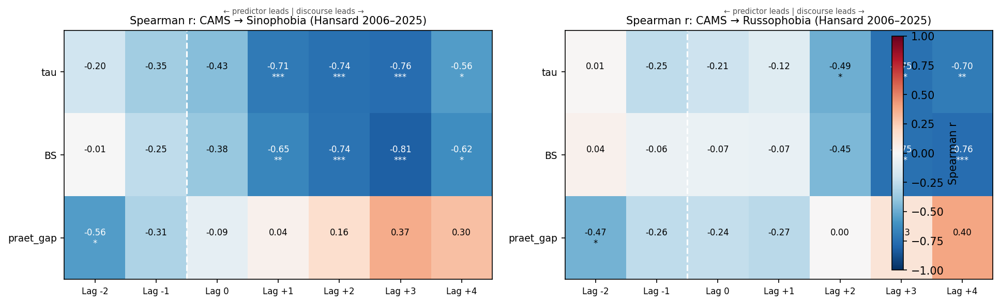 ← predictor leads | discourse leads →
Spearman r: CAMS → Sinophobia (Hansard 2006–2025)
tau
-0.20 -0.35 -0.43 -0.71 -0.74 -0.76 -0.56
*** *** *** *
BS
-0.01 -0.25 -0.38 -0.65 -0.74 -0.81 -0.62
** *** *** *
praet_gap
-0.56 -0.31 -0.09 0.04 0.16 0.37 0.30
*
Lag -2 Lag -1 Lag 0 Lag +1 Lag +2 Lag +3 Lag +4
← predictor leads | discourse leads →
Spearman r: CAMS → Russophobia (Hansard 2006–2025)
tau
0.01 -0.25 -0.21 -0.12 -0.49 -0.70
* **
BS
0.04 -0.06 -0.07 -0.07 -0.45 -0.76
***
praet_gap
-0.47 -0.26 -0.24 -0.27 0.00 0.40
*
Lag -2 Lag -1 Lag 0 Lag +1 Lag +2 Lag +3 Lag +4
1.00
0.75
0.50
0.25
0.00
−0.25
−0.50
−0.75
−1.00
Spearman r